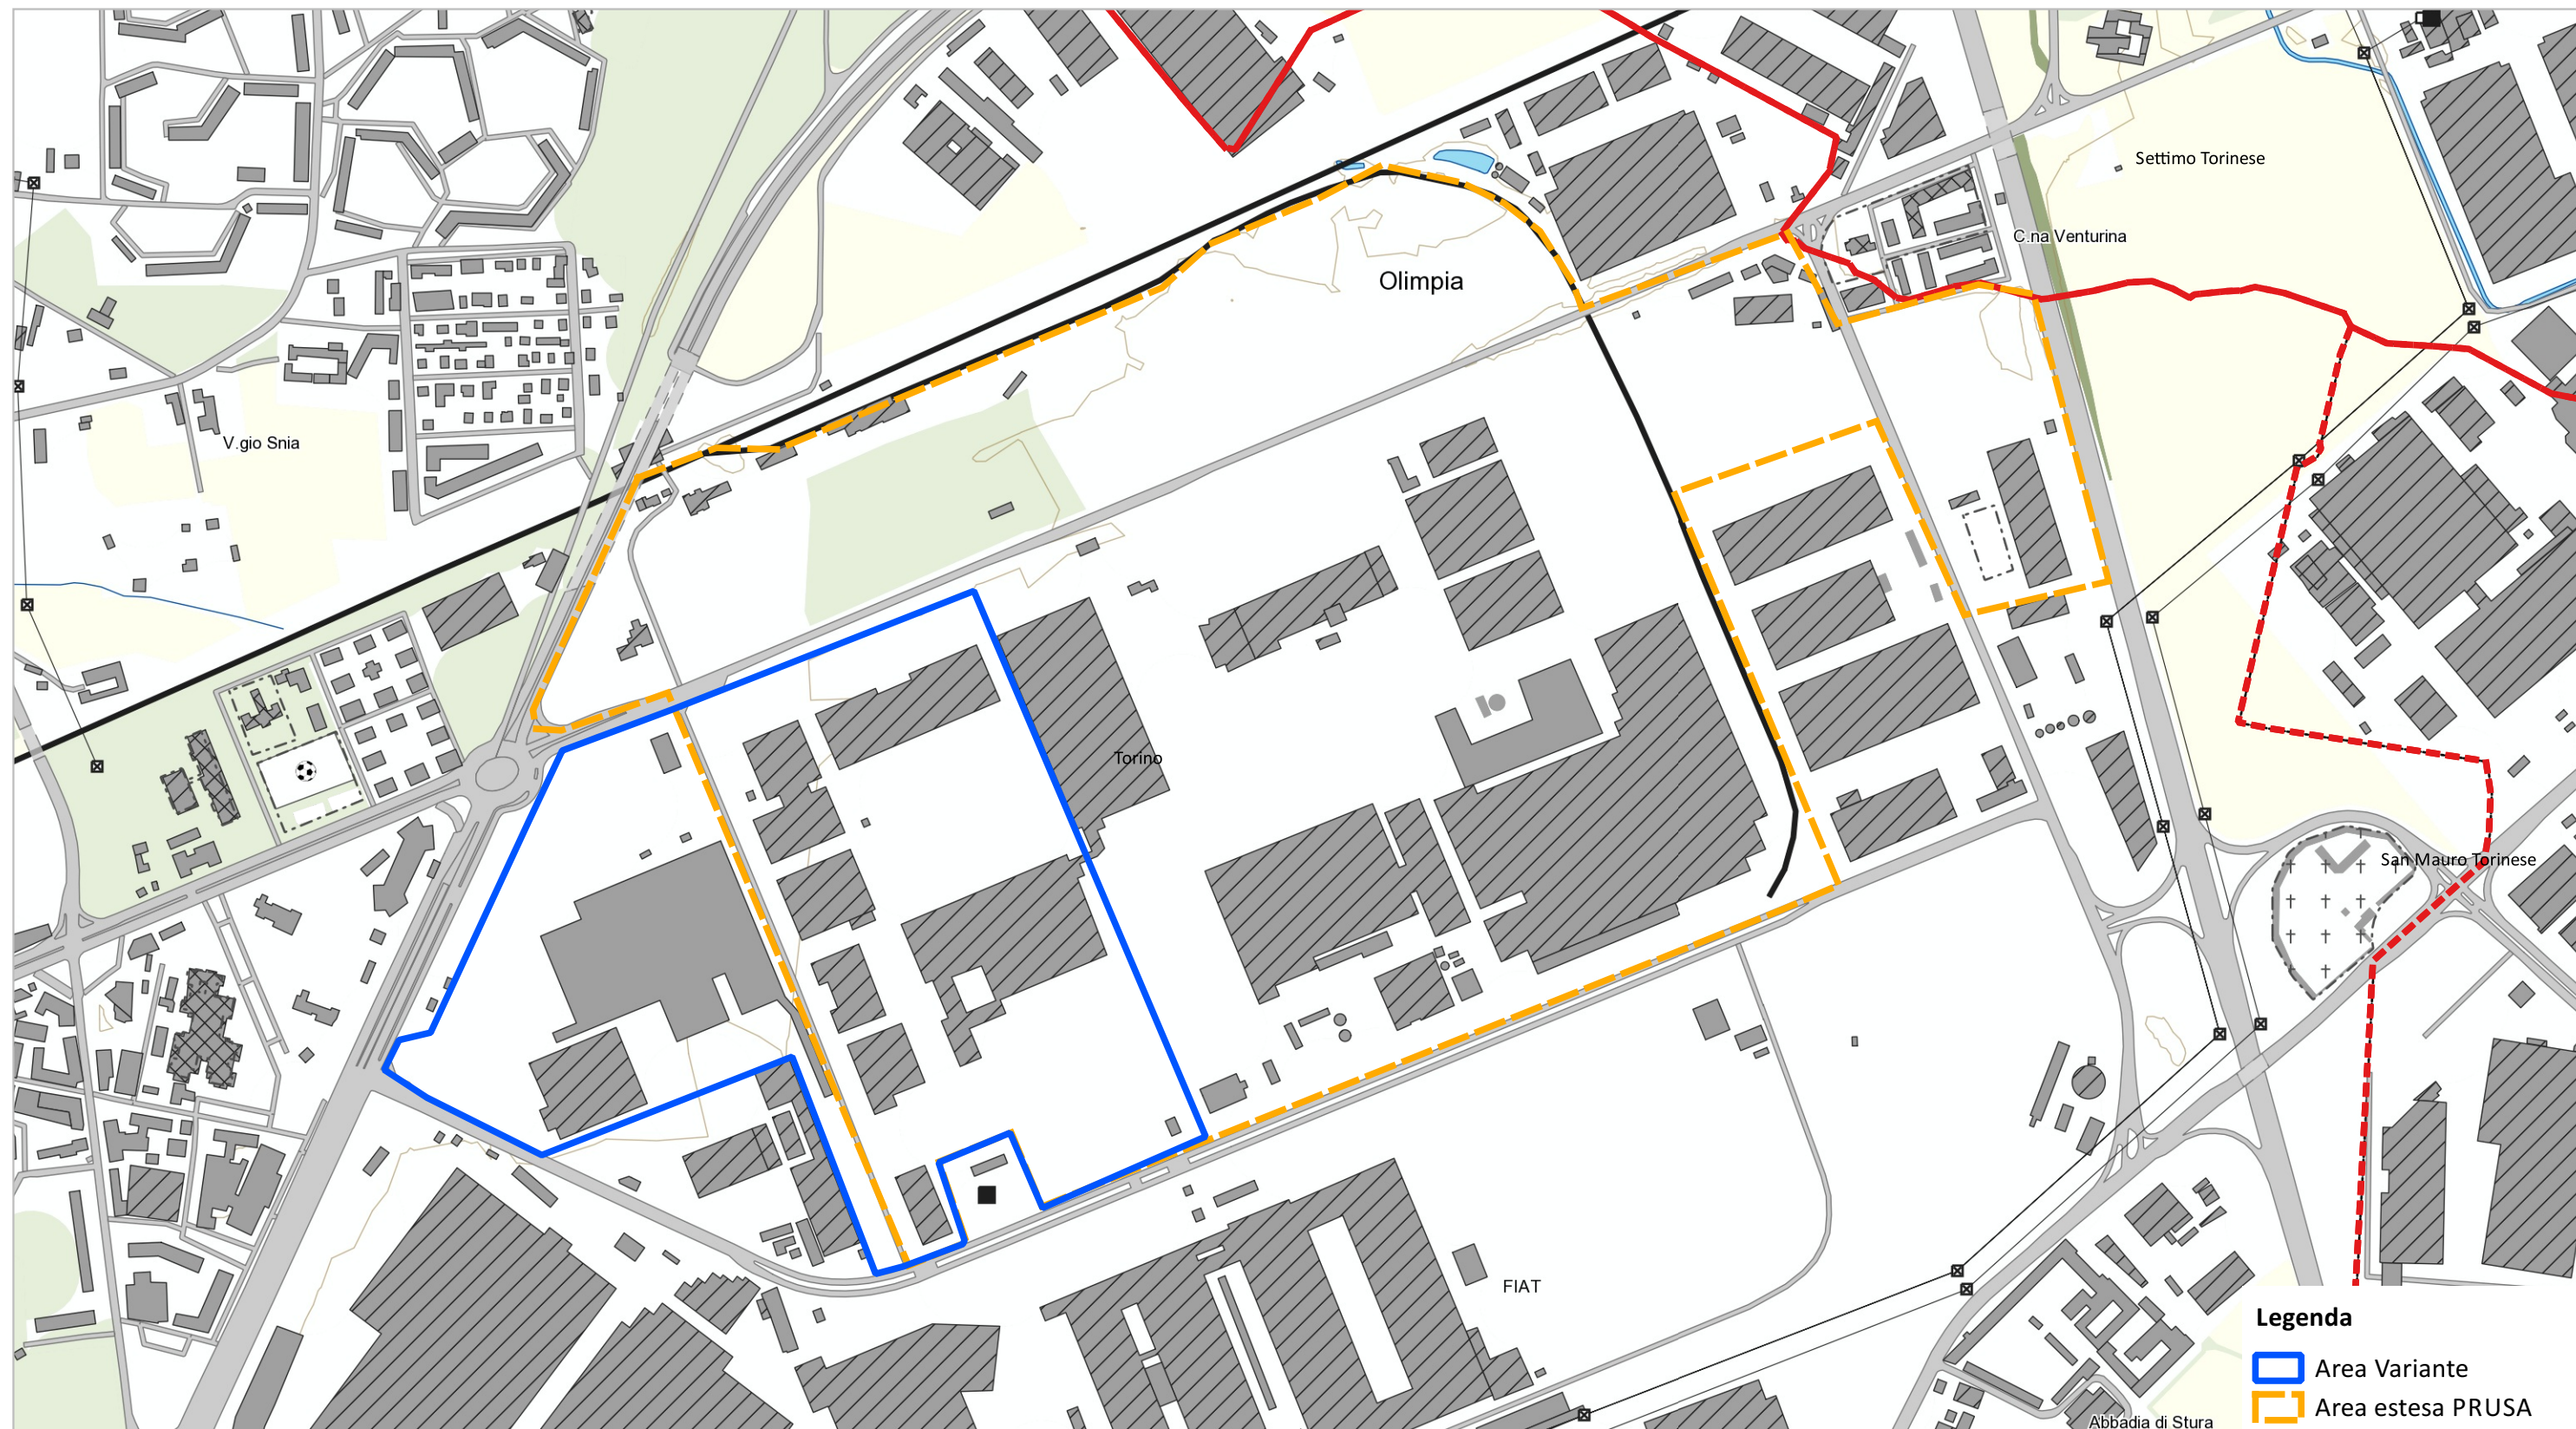 Settimo Torinese
C.na Venturina
Olimpia
V.gio Snia
Torino
San Mauro Torinese
FIAT
Legenda
Area Variante
Area estesa PRUSA
Abbadia di Stura